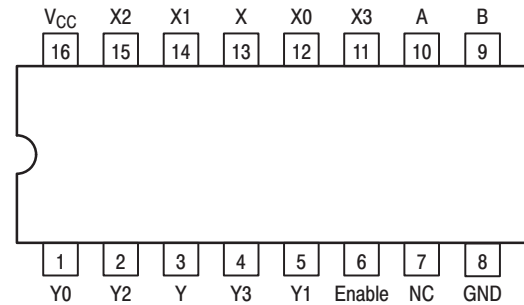 V_CC X2 X1 X X0 X3 A B
16 15 14 13 12 11 10 9
1 2 3 4 5 6 7 8
Y0 Y2 Y Y3 Y1 Enable NC GND